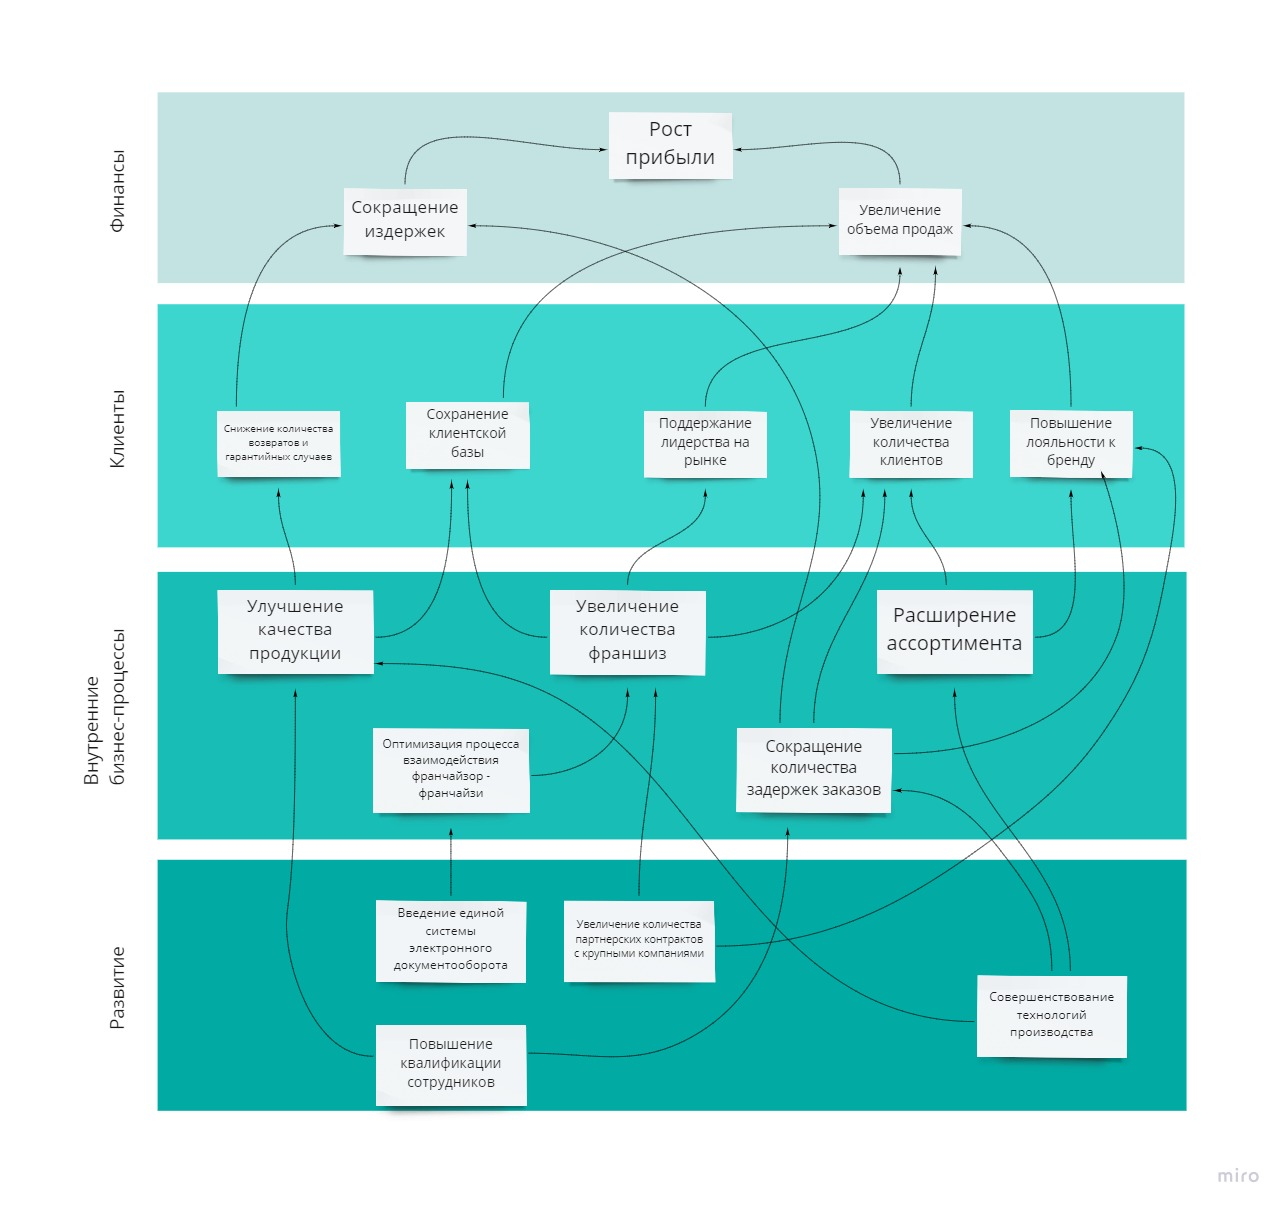 Финансы
Рост
прибыли
Сокращение
издержек
Увеличение
объема продаж
Клиенты
Снижение количества
возвратов и
гарантийных случаев
Сохранение
клиентской
базы
Поддержание
лидерства на
рынке
Увеличение
количества
клиентов
Повышение
лояльности к
бренду
Внутренние
бизнес-процессы
Улучшение
качества
продукции
Увеличение
количества
франшиз
Расширение
ассортимента
Оптимизация процесса
взаимодействия
франчайзор -
франчайзи
Сокращение
количества
задержек заказов
Развитие
Введение единой
системы
электронного
документооборота
Увеличение количества
партнерских контрактов
с крупными компаниями
Совершенствование
технологий
производства
Повышение
квалификации
сотрудников
miro